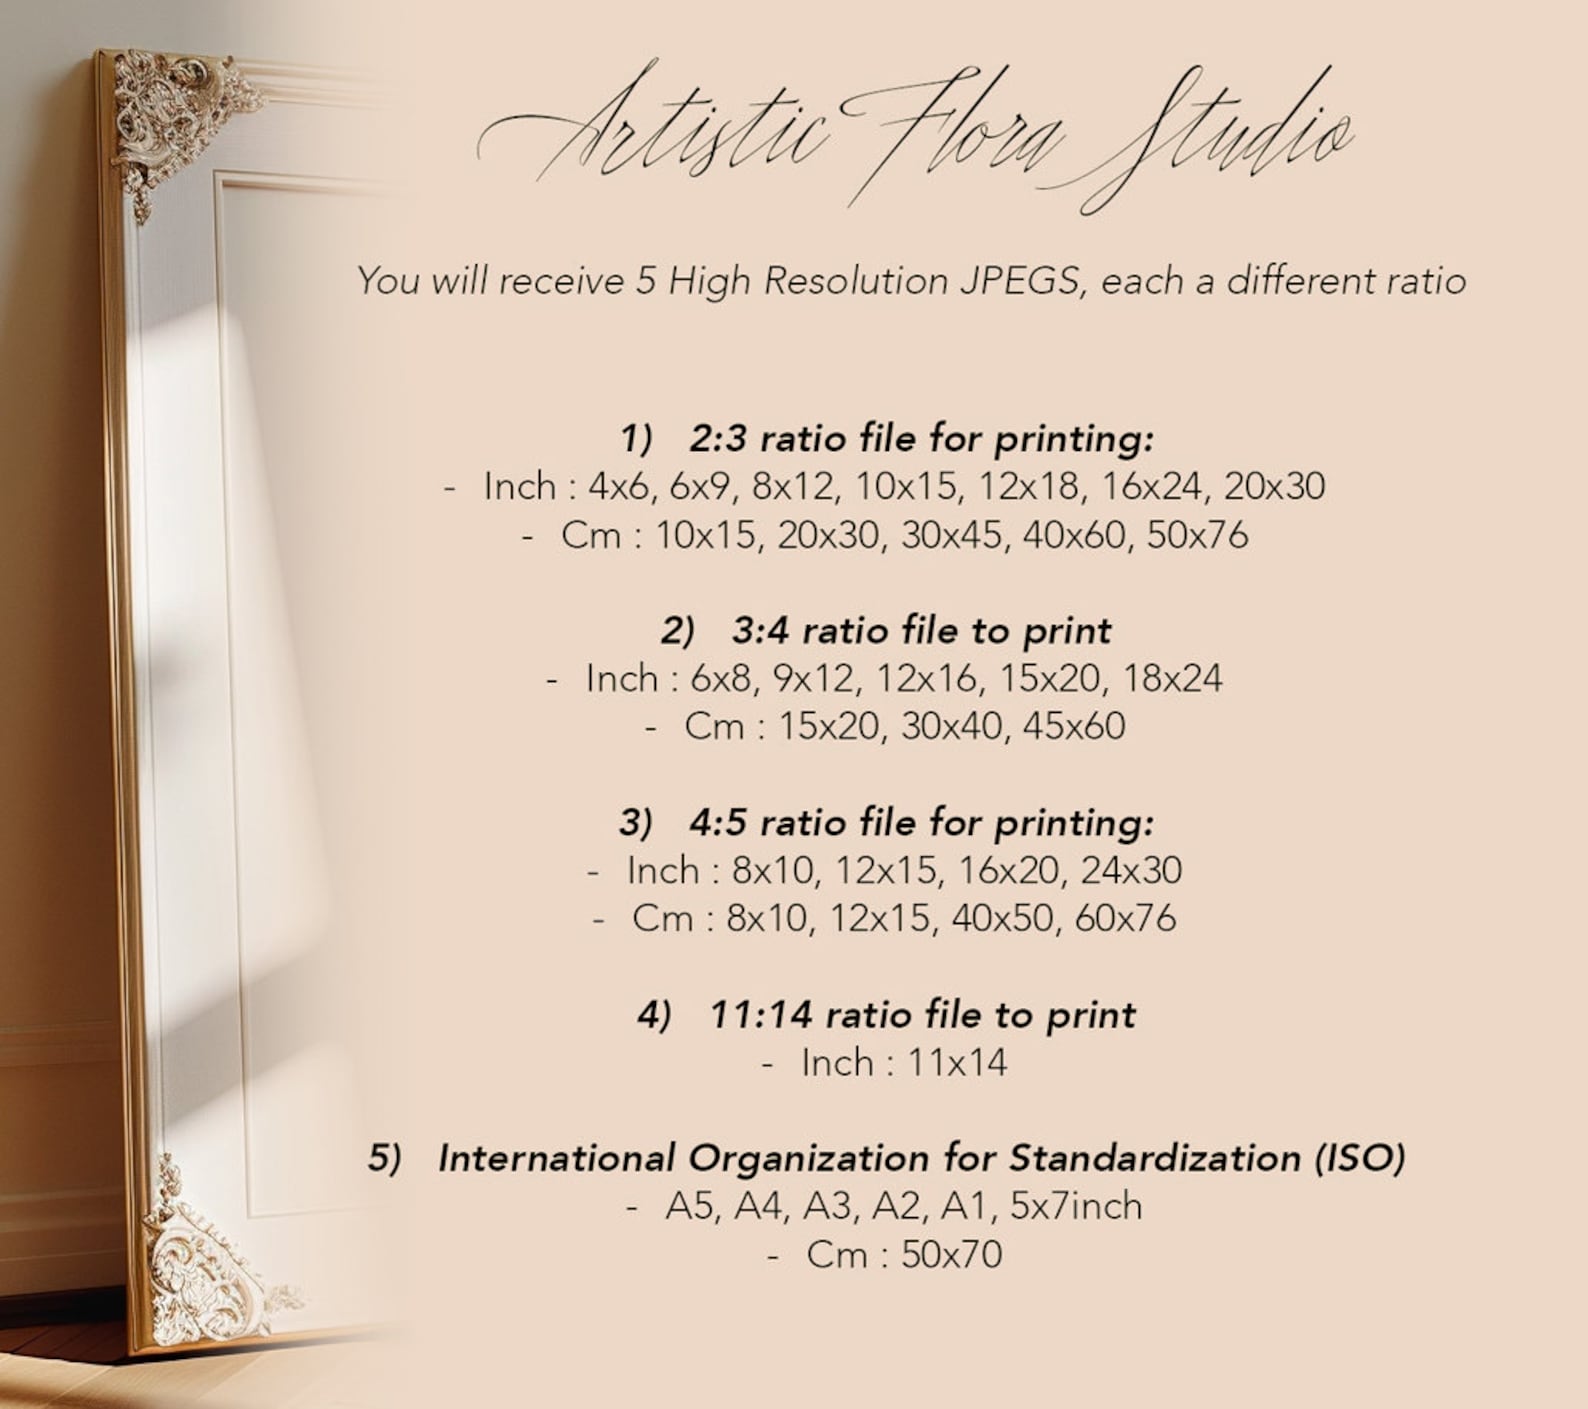 Artistic Flora Studio
You will receive 5 High Resolution JPEGS, each a different ratio
1) 2:3 ratio file for printing:
- Inch : 4x6, 6x9, 8x12, 10x15, 12x18, 16x24, 20x30
- Cm : 10x15, 20x30, 30x45, 40x60, 50x76
2) 3:4 ratio file to print
- Inch : 6x8, 9x12, 12x16, 15x20, 18x24
- Cm : 15x20, 30x40, 45x60
3) 4:5 ratio file for printing:
- Inch : 8x10, 12x15, 16x20, 24x30
- Cm : 8x10, 12x15, 40x50, 60x76
4) 11:14 ratio file to print
- Inch : 11x14
5) International Organization for Standardization (ISO)
- A5, A4, A3, A2, A1, 5x7inch
- Cm : 50x70